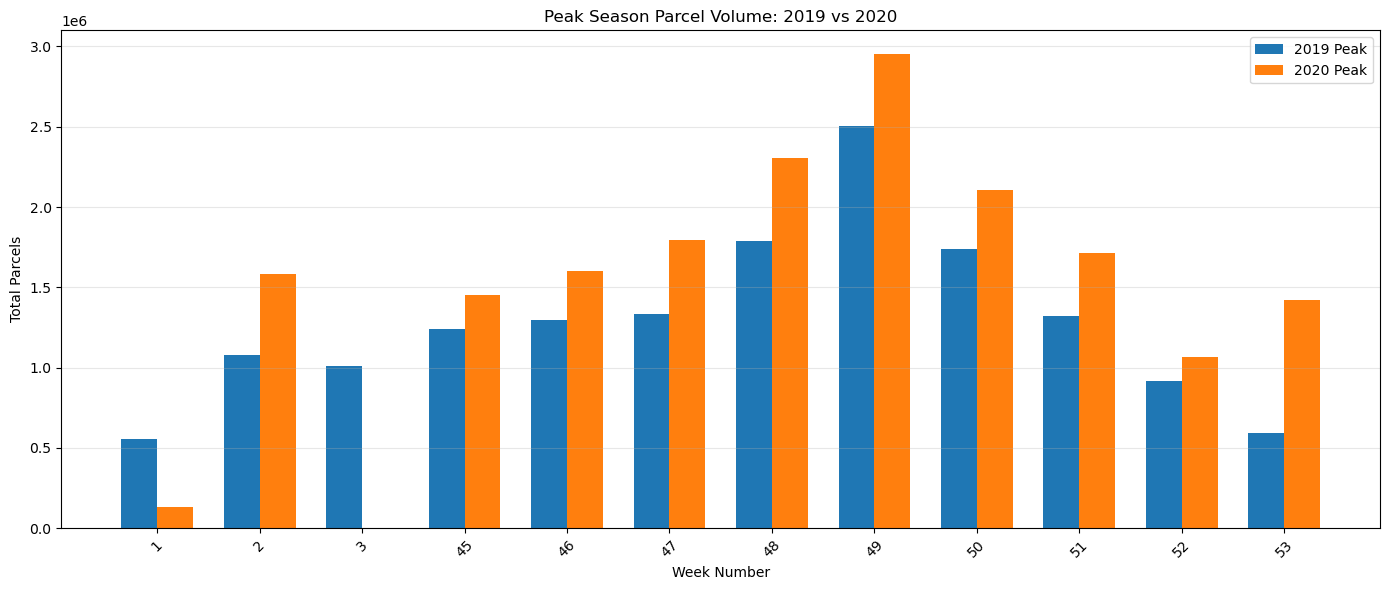 Peak Season Parcel Volume: 2019 vs 2020
1e6
2019 Peak
2020 Peak
3.0
2.5
2.0
1.5
1.0
0.5
0.0
Total Parcels
1 2 3 45 46 47 48 49 50 51 52 53
Week Number